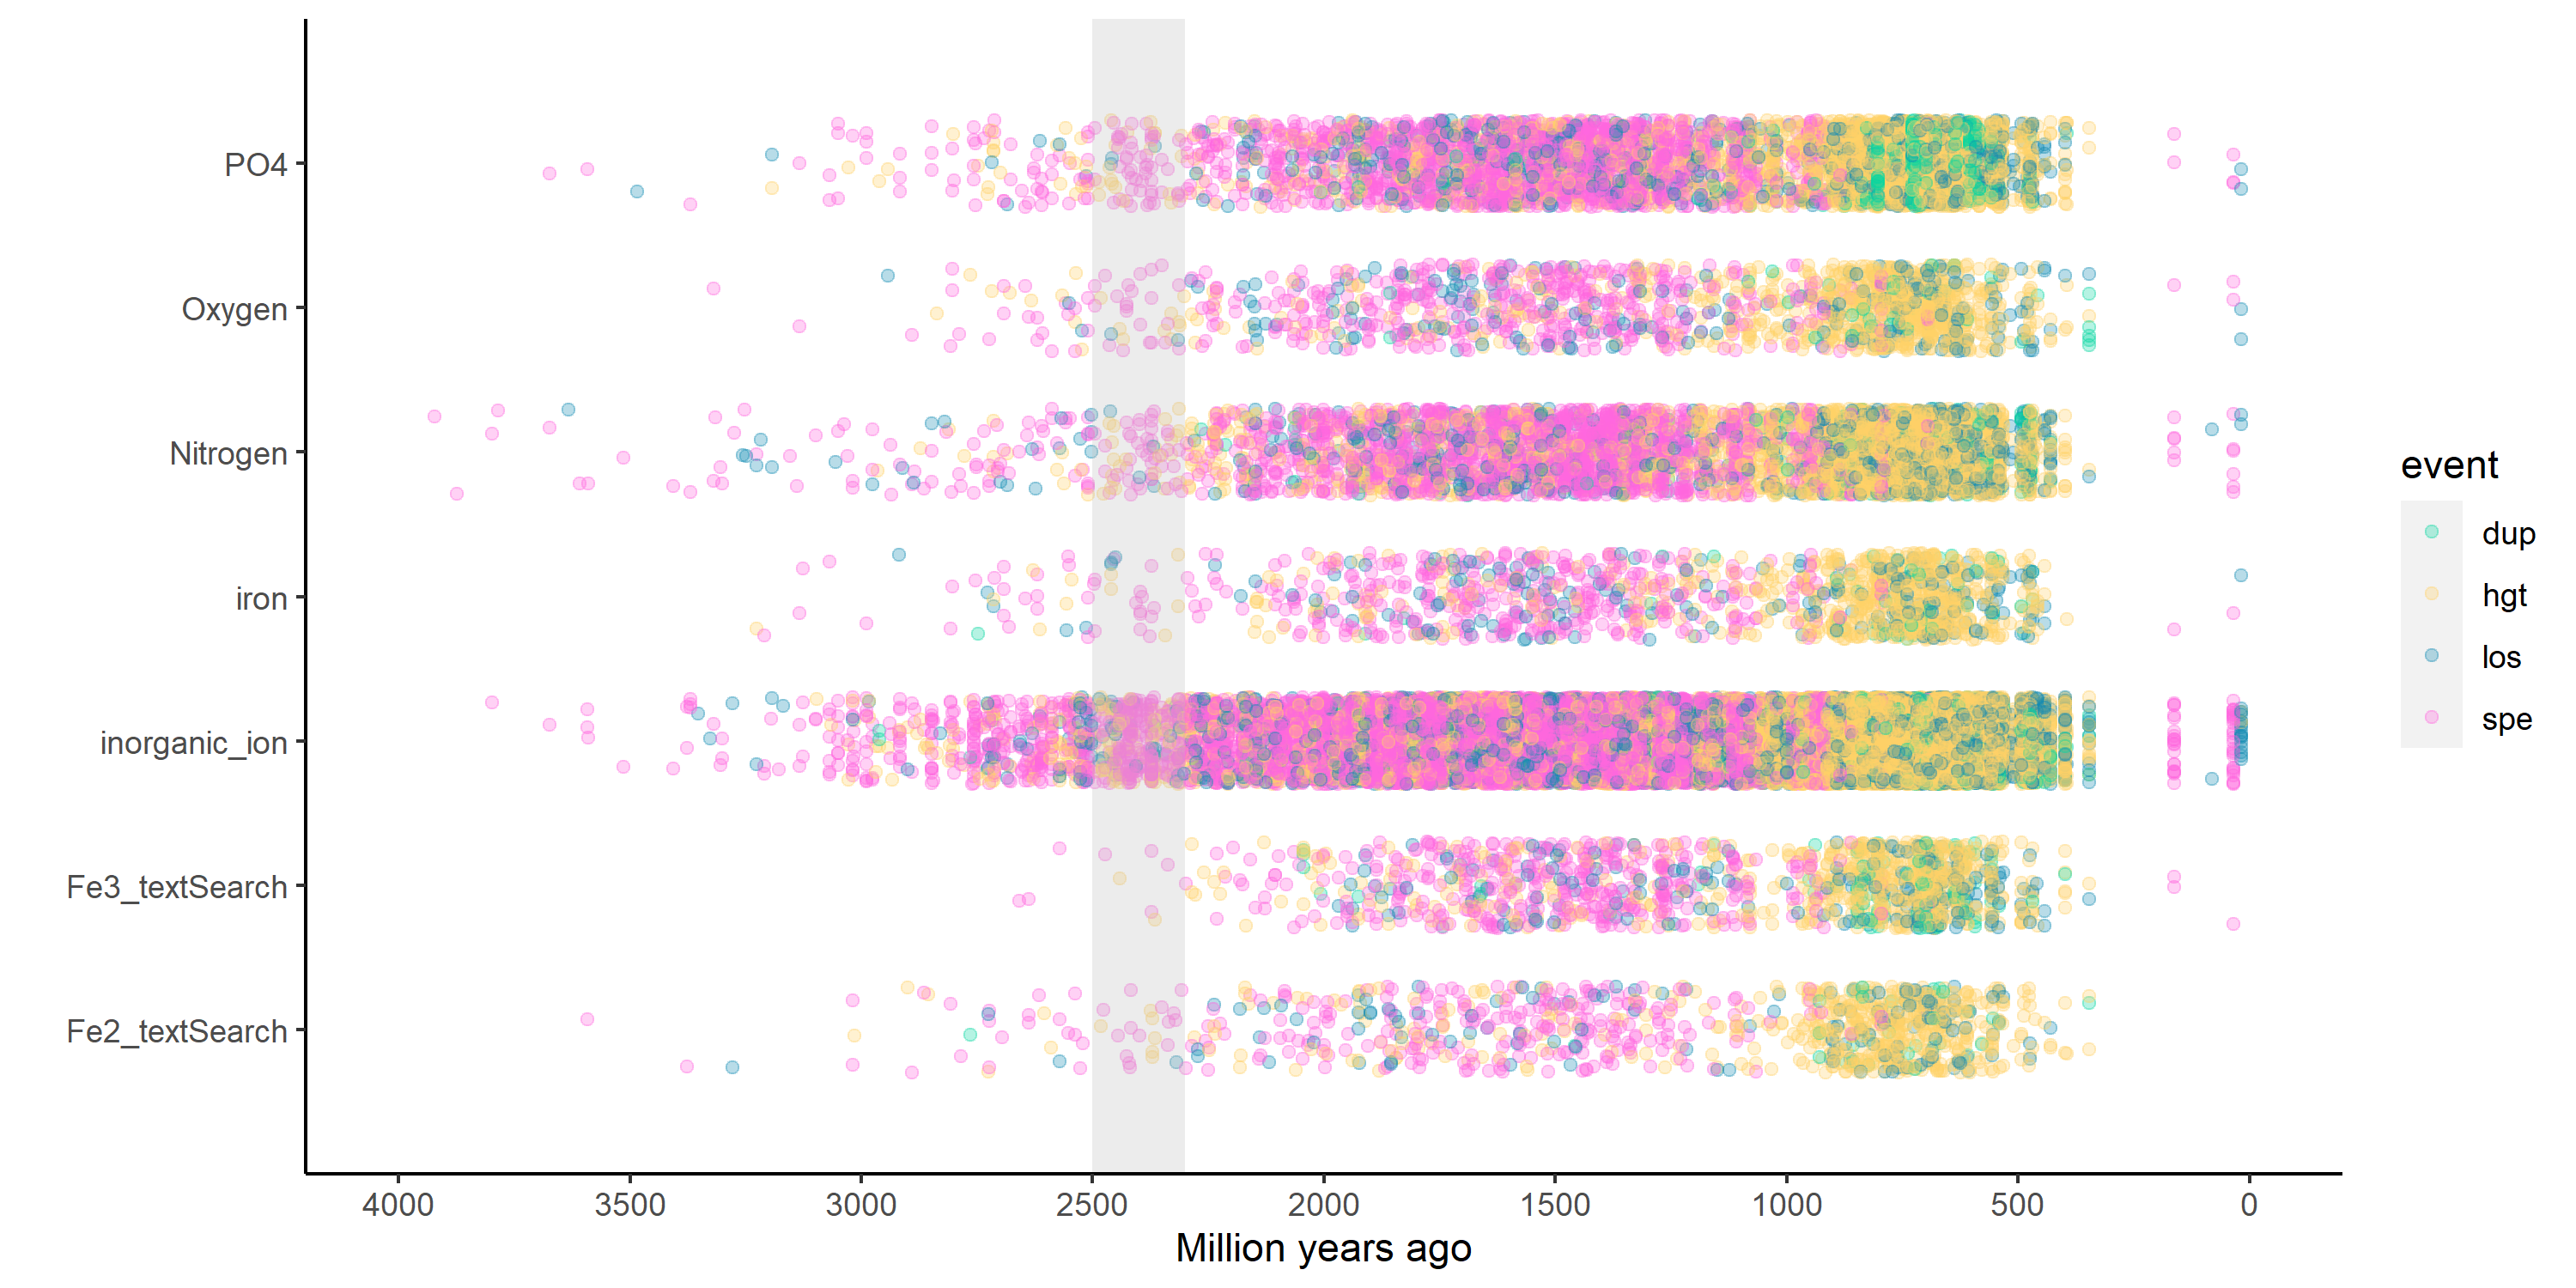 PO4
Oxygen
Nitrogen
iron
inorganic_ion
Fe3_textSearch
Fe2_textSearch
4000 3500 3000 2500 2000 1500 1000 500 0
Million years ago
event
dup
hgt
los
spe